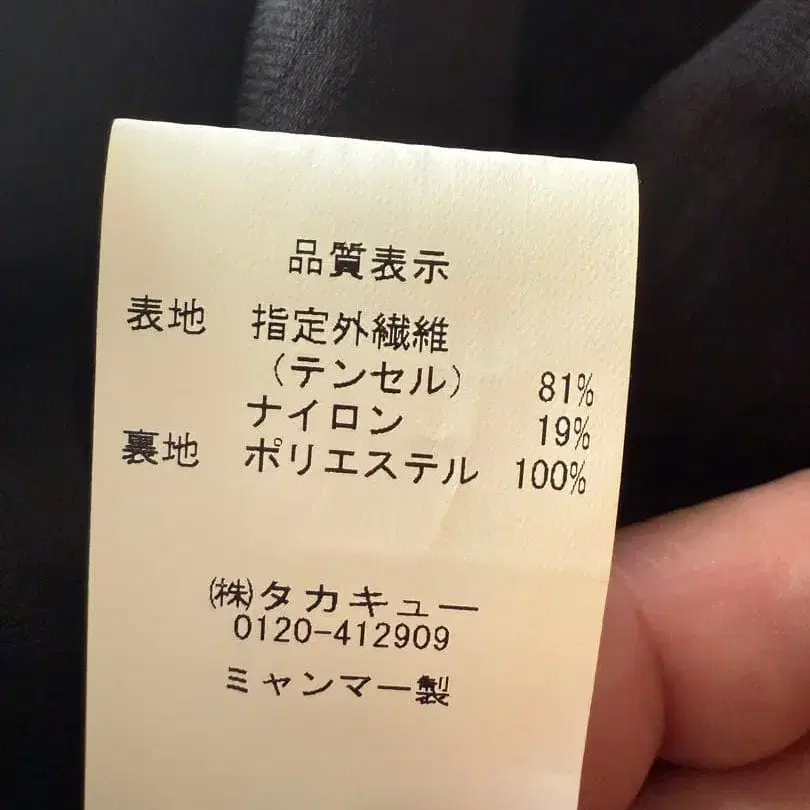 品質表示
表地 指定外繊維
（テンセル） 81%
ナイロン 19%
裏地 ポリエステル 100%
㈱タカキュー
0120-412909
ミャンマー製